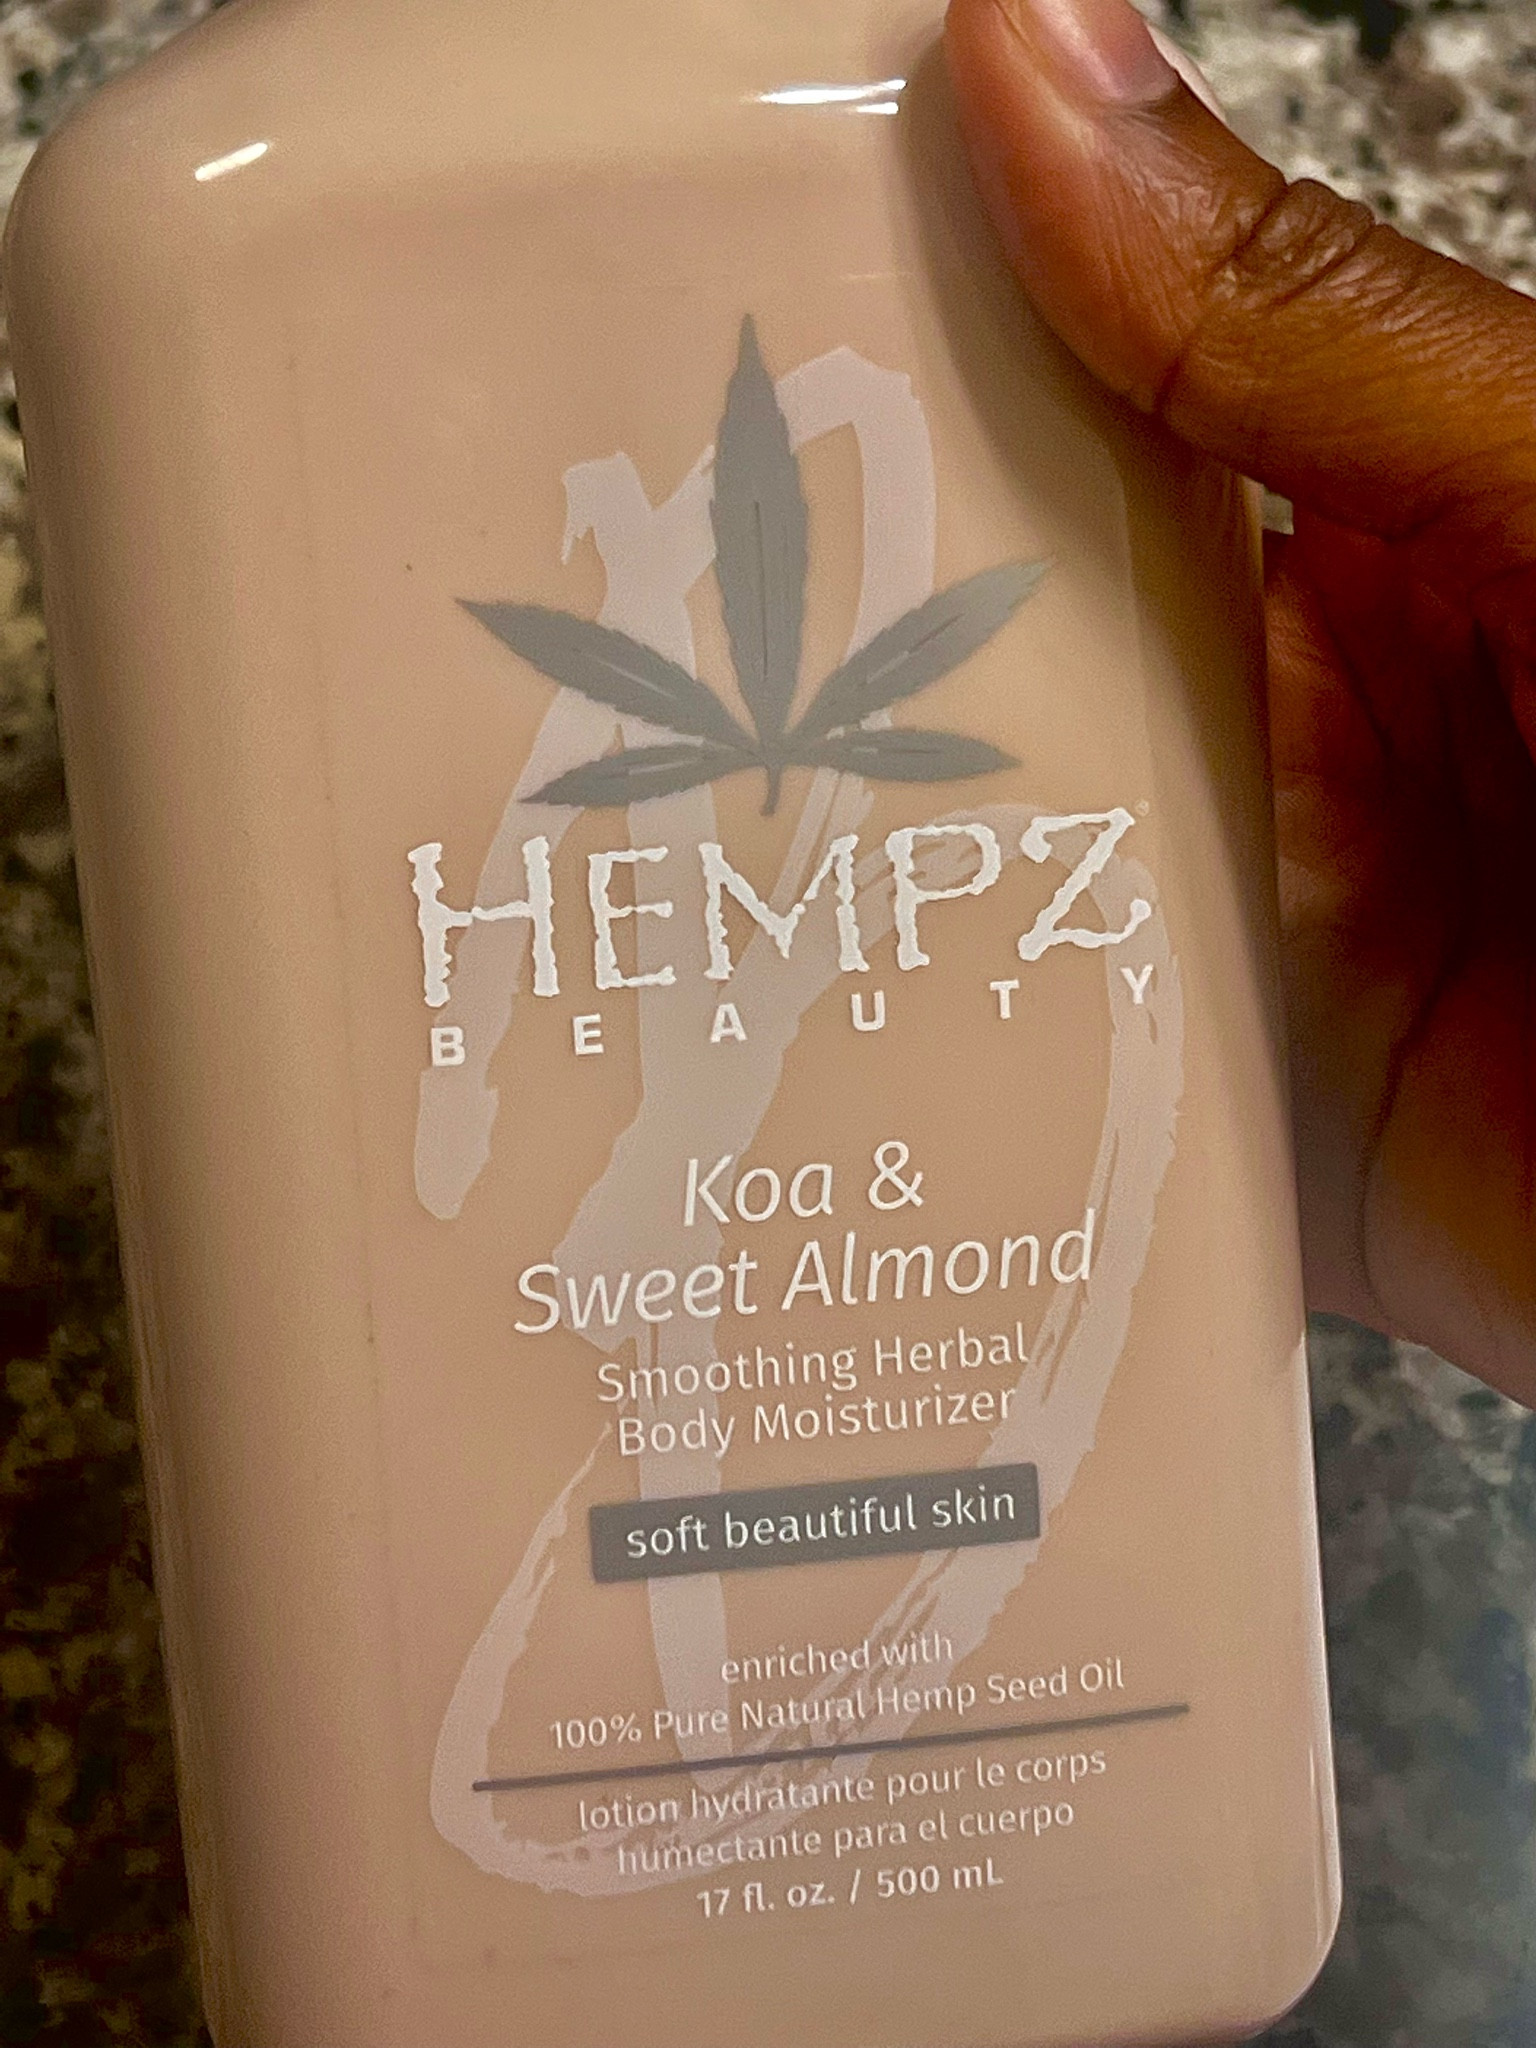 HEMPZ®
BEAUTY
Koa &
Sweet Almond
Smoothing Herbal
Body Moisturizer
soft beautiful skin
enriched with
100% Pure Natural Hemp Seed Oil
lotion hydratante pour le corps
humectante para el cuerpo
17 fl. oz. / 500 mL